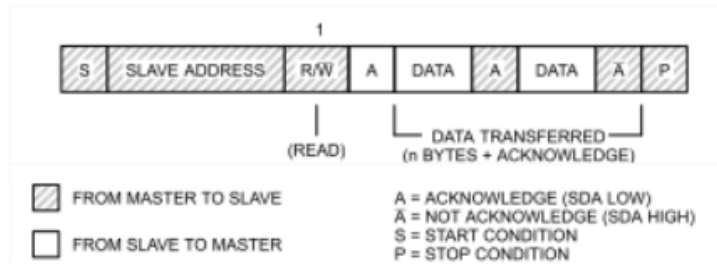 1
S SLAVE ADDRESS R/W̅ A DATA A DATA A̅ P
(READ)
DATA TRANSFERRED
(n BYTES + ACKNOWLEDGE)
FROM MASTER TO SLAVE
FROM SLAVE TO MASTER
A = ACKNOWLEDGE (SDA LOW)
A̅ = NOT ACKNOWLEDGE (SDA HIGH)
S = START CONDITION
P = STOP CONDITION